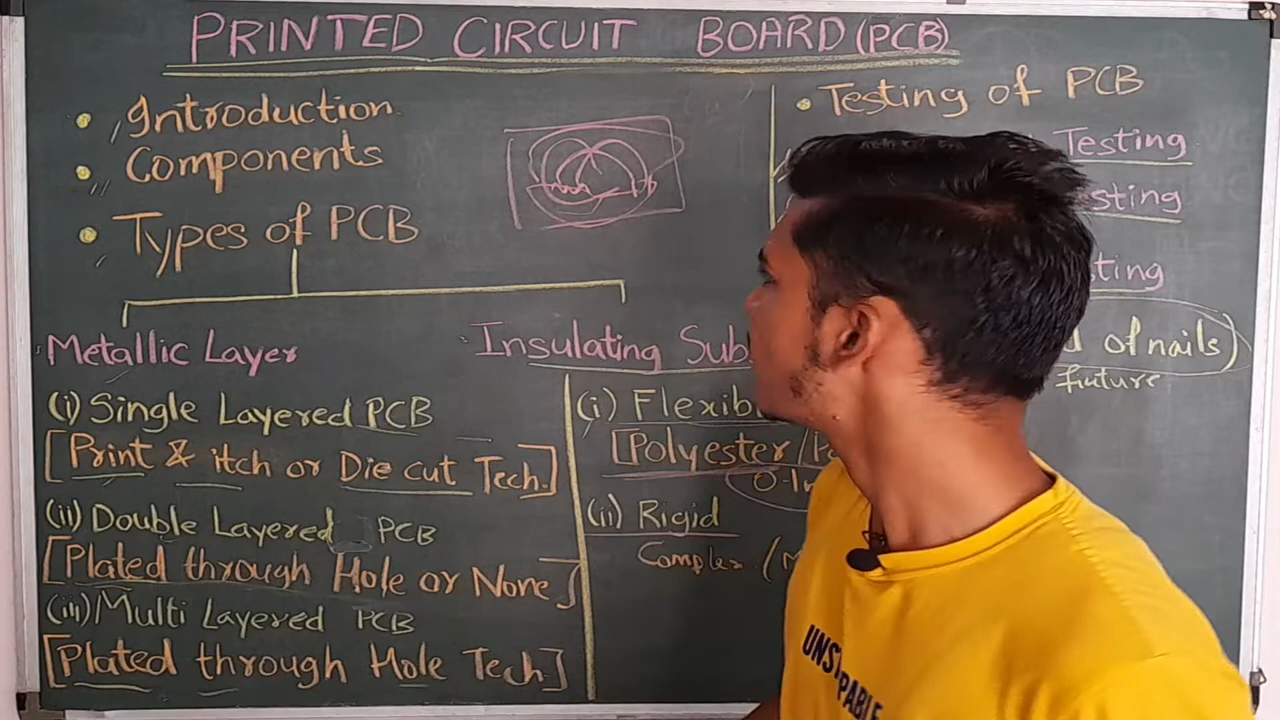 PRINTED CIRCUIT BOARD (PCB)
Introduction
Components
Types of PCB
Metallic Layer
(i) Single Layered PCB
[Print & itch or Die cut Tech.]
(ii) Double Layered PCB
[Plated through Hole or None]
(iii) Multi Layered PCB
[Plated through Hole Tech.]
Insulating Sub
(i) Flexib
[Polyester/P
(ii) Rigid
Complex (M
Testing of PCB
Testing
sting
sting
of nails)
fixture
UNS
PABLE